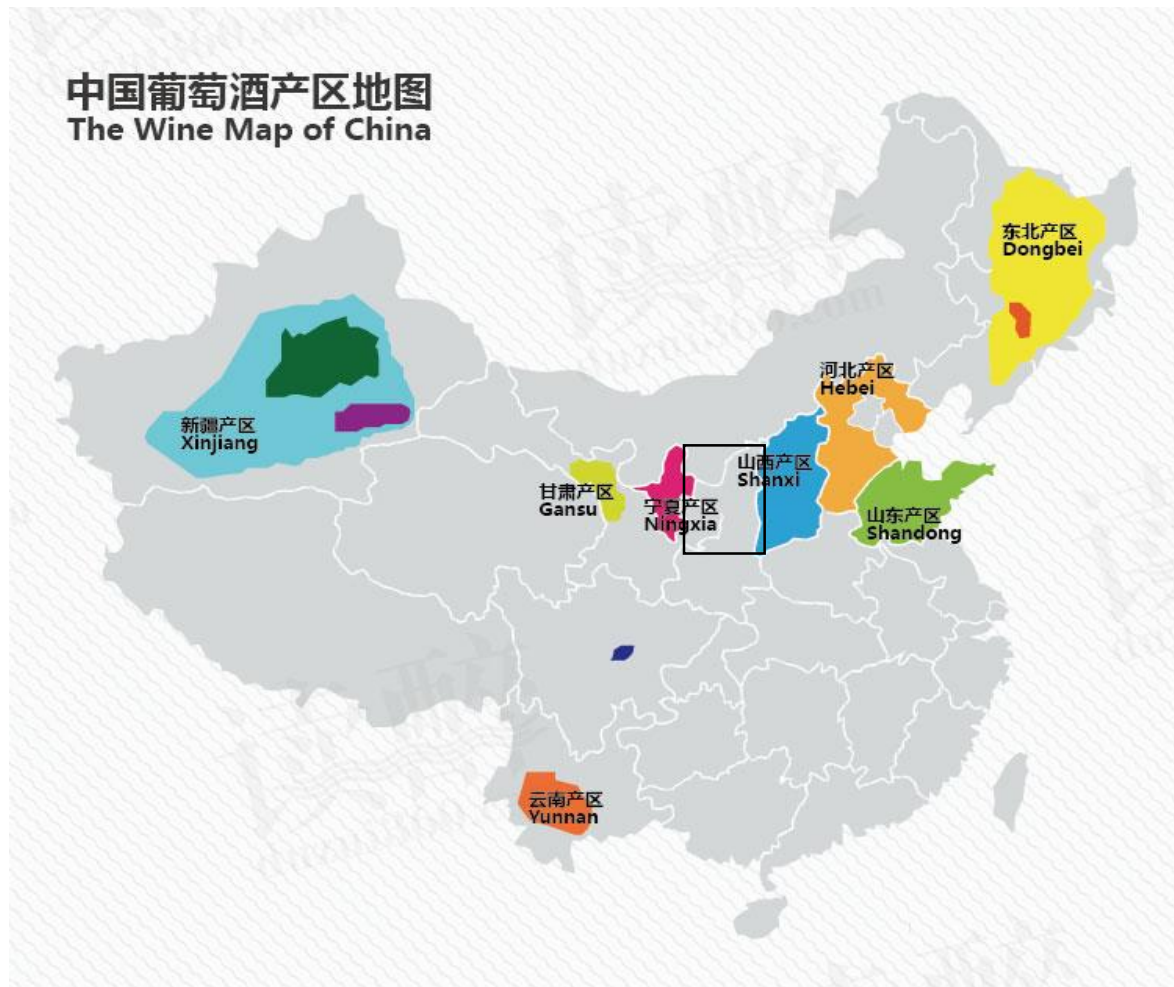 中国葡萄酒产区地图
The Wine Map of China
东北产区
Dongbei
河北产区
Hebei
新疆产区
Xinjiang
山西产区
Shanxi
甘肃产区
Gansu
宁夏产区
Ningxia
山东产区
Shandong
云南产区
Yunnan